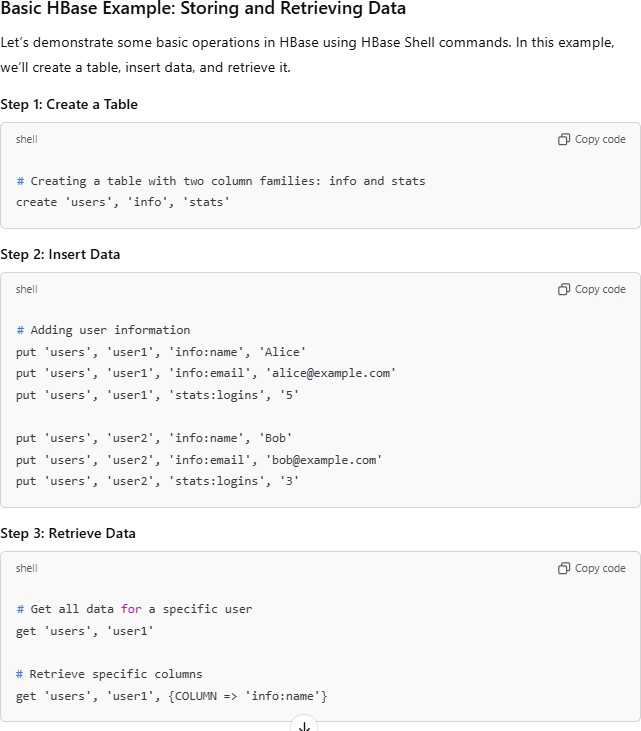 Basic HBase Example: Storing and Retrieving Data
Let’s demonstrate some basic operations in HBase using HBase Shell commands. In this example,
we’ll create a table, insert data, and retrieve it.
Step 1: Create a Table
shell
Copy code
# Creating a table with two column families: info and stats
create 'users', 'info', 'stats'
Step 2: Insert Data
shell
Copy code
# Adding user information
put 'users', 'user1', 'info:name', 'Alice'
put 'users', 'user1', 'info:email', 'alice@example.com'
put 'users', 'user1', 'stats:logins', '5'
put 'users', 'user2', 'info:name', 'Bob'
put 'users', 'user2', 'info:email', 'bob@example.com'
put 'users', 'user2', 'stats:logins', '3'
Step 3: Retrieve Data
shell
Copy code
# Get all data for a specific user
get 'users', 'user1'
# Retrieve specific columns
get 'users', 'user1', {COLUMN => 'info:name'}